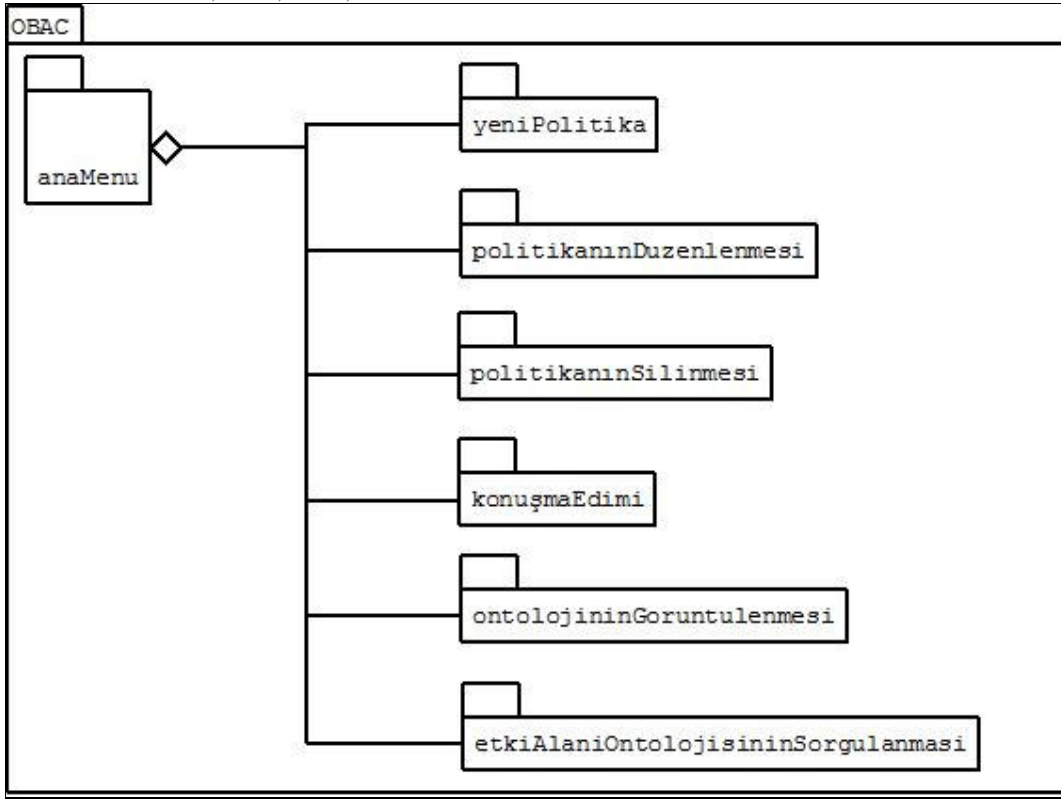 OBAC
anaMenu
yeniPolitika
politikanınDuzenlenmesi
politikanınSilinmesi
konuşmaEdimi
ontolojininGoruntulenmesi
etkiAlaniOntolojisininSorgulanmasi